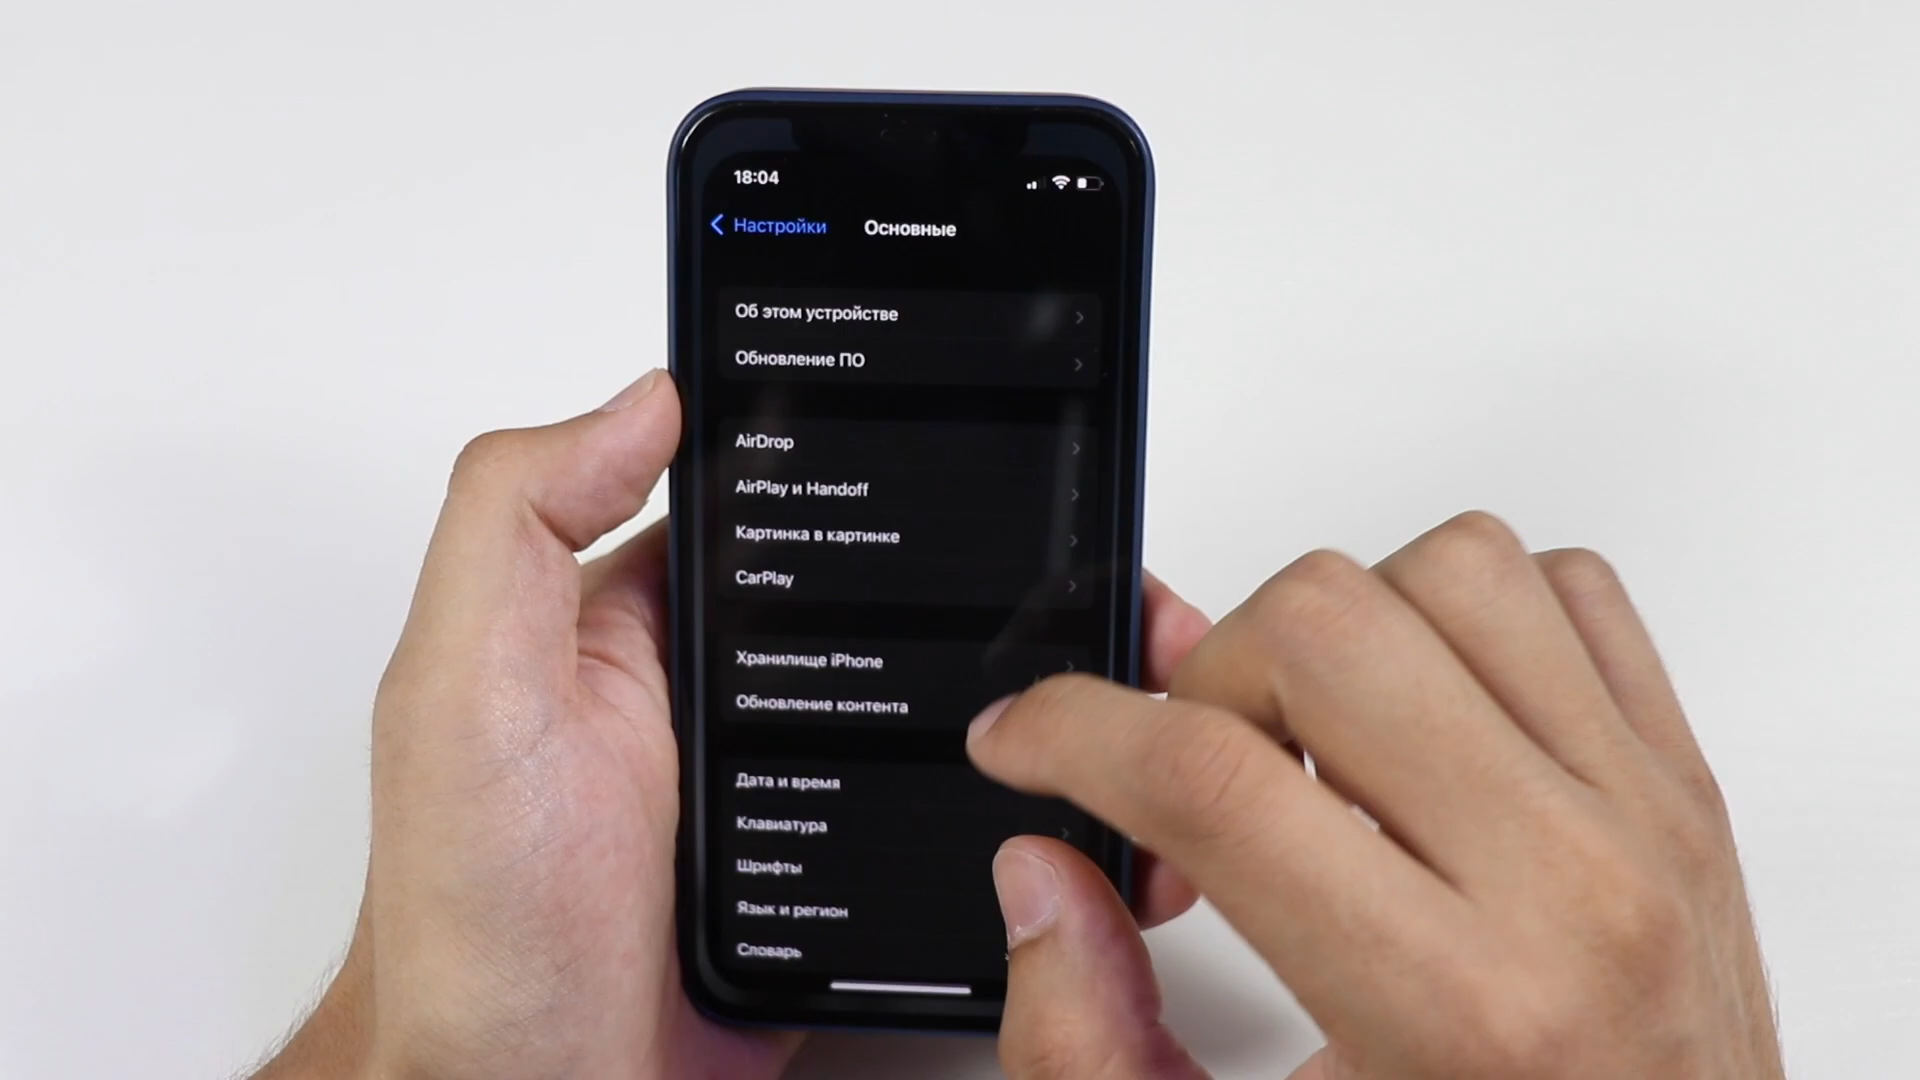 18:04
Настройки
Основные
Об этом устройстве
Обновление ПО
AirDrop
AirPlay и Handoff
Картинка в картинке
CarPlay
Хранилище iPhone
Обновление контента
Дата и время
Клавиатура
Шрифты
Язык и регион
Словарь